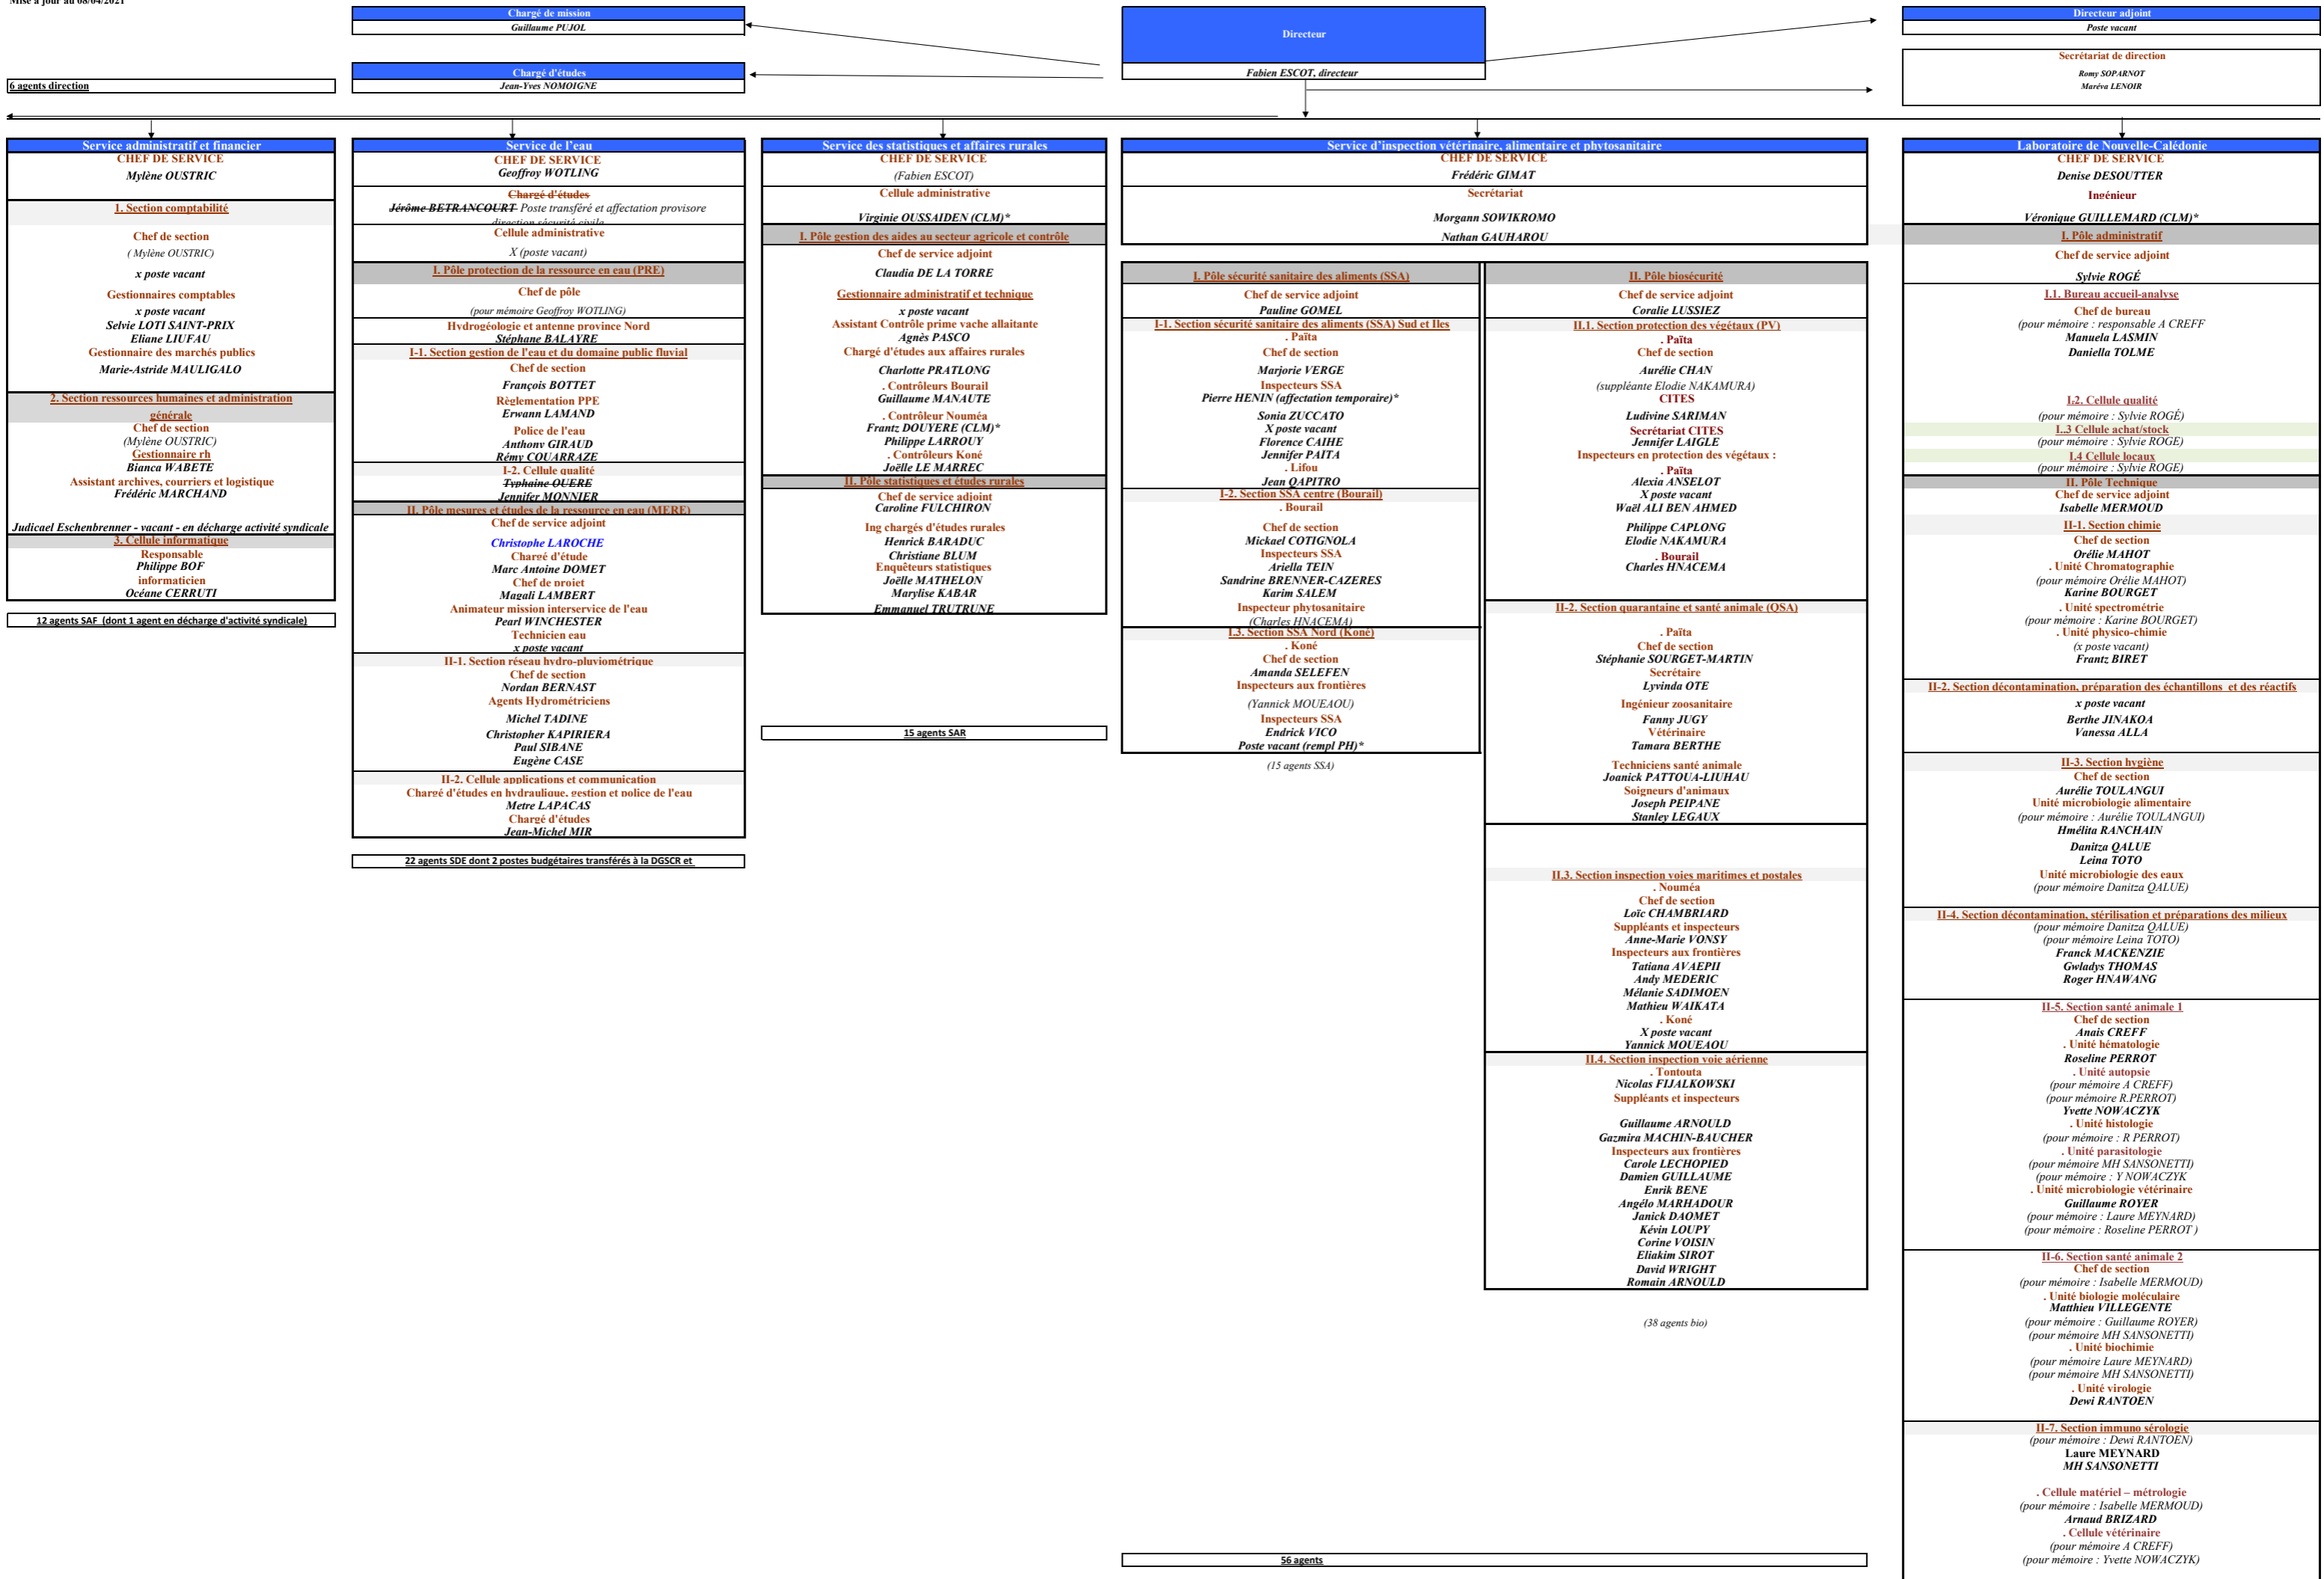 Mise à jour au 08/04/2021
Chargé de mission
Guillaume PUJOL
Directeur
Fabien ESCOT, directeur
Directeur adjoint
Poste vacant
Secrétariat de direction
Romy SOPARNOT
Maréva LENOIR
6 agents direction
Chargé d'études
Jean-Yves NOMOIGNE
Service administratif et financier
CHEF DE SERVICE
Mylène OUSTRIC
1. Section comptabilité
Chef de section
( Mylène OUSTRIC)
x poste vacant
Gestionnaires comptables
x poste vacant
Selvie LOTI SAINT-PRIX
Eliane LIUFAU
Gestionnaire des marchés publics
Marie-Astride MAULIGALO
2. Section ressources humaines et administration
générale
Chef de section
(Mylène OUSTRIC)
Gestionnaire rh
Bianca WABETE
Assistant archives, courriers et logistique
Frédéric MARCHAND
Judicael Eschenbrenner - vacant - en décharge activité syndicale
3. Cellule informatique
Responsable
Philippe BOF
informaticien
Océane CERRUTI
12 agents SAF (dont 1 agent en décharge d'activité syndicale)
Service de l'eau
CHEF DE SERVICE
Geoffroy WOTLING
Chargé d'études
Jérôme BETRANCOURT Poste transféré et affectation provisore
direction sécurité civile
Cellule administrative
X (poste vacant)
I. Pôle protection de la ressource en eau (PRE)
Chef de pôle
(pour mémoire Geoffroy WOTLING)
Hydrogéologie et antenne province Nord
Stéphane BALAYRE
I-1. Section gestion de l'eau et du domaine public fluvial
Chef de section
François BOTTET
Règlementation PPE
Erwann LAMAND
Police de l'eau
Anthony GIRAUD
Rémy COUARRAZE
I-2. Cellule qualité
Typhaine OUERE
Jennifer MONNIER
II. Pôle mesures et études de la ressource en eau (MERE)
Chef de service adjoint
Christophe LAROCHE
Chargé d'étude
Marc Antoine DOMET
Chef de projet
Magali LAMBERT
Animateur mission interservice de l'eau
Pearl WINCHESTER
Technicien eau
x poste vacant
II-1. Section réseau hydro-pluviométrique
Chef de section
Nordan BERNAST
Agents Hydrométriciens
Michel TADINE
Christopher KAPIRIERA
Paul SIBANE
Eugène CASE
II-2. Cellule applications et communication
Chargé d'études en hydraulique, gestion et police de l'eau
Metre LAPACAS
Chargé d'études
Jean-Michel MIR
22 agents SDE dont 2 postes budgétaires transférés à la DGSCR et
Service des statistiques et affaires rurales
CHEF DE SERVICE
(Fabien ESCOT)
Cellule administrative
Virginie OUSSAIDEN (CLM)*
I. Pôle gestion des aides au secteur agricole et contrôle
Chef de service adjoint
Claudia DE LA TORRE
Gestionnaire administratif et technique
x poste vacant
Assistant Contrôle prime vache allaitante
Agnès PASCO
Chargé d'études aux affaires rurales
Charlotte PRATLONG
. Contrôleurs Bourail
Guillaume MANAUTE
. Contrôleur Nouméa
Frantz DOUYERE (CLM)*
Philippe LARROUY
. Contrôleurs Koné
Joëlle LE MARREC
II. Pôle statistiques et études rurales
Chef de service adjoint
Caroline FULCHIRON
Ing chargés d'études rurales
Henrick BARADUC
Christiane BLUM
Enquêteurs statistiques
Joëlle MATHELON
Marylise KABAR
Emmanuel TRUTRUNE
15 agents SAR
Service d'inspection vétérinaire, alimentaire et phytosanitaire
CHEF DE SERVICE
Frédéric GIMAT
Secrétariat
Morgann SOWIKROMO
Nathan GAUHAROU
I. Pôle sécurité sanitaire des aliments (SSA)
Chef de service adjoint
Pauline GOMEL
I-1. Section sécurité sanitaire des aliments (SSA) Sud et Iles
. Païta
Chef de section
Marjorie VERGE
Inspecteurs SSA
Pierre HENIN (affectation temporaire)*
Sonia ZUCCATO
X poste vacant
Florence CAIHE
Jennifer PAITA
. Lifou
Jean QAPITRO
I-2. Section SSA centre (Bourail)
. Bourail
Chef de section
Mickael COTIGNOLA
Inspecteurs SSA
Ariella TEIN
Sandrine BRENNER-CAZERES
Karim SALEM
Inspecteur phytosanitaire
(Charles HNACEMA)
I.3. Section SSA Nord (Koné)
. Koné
Chef de section
Amanda SELEFEN
Inspecteurs aux frontières
(Yannick MOUEAOU)
Inspecteurs SSA
Endrick VICO
Poste vacant (rempl PH)*
(15 agents SSA)
II. Pôle biosécurité
Chef de service adjoint
Coralie LUSSIEZ
II.1. Section protection des végétaux (PV)
. Païta
Chef de section
Aurélie CHAN
(suppléante Elodie NAKAMURA)
CITES
Ludivine SARIMAN
Secrétariat CITES
Jennifer LAIGLE
Inspecteurs en protection des végétaux :
. Païta
Alexia ANSELOT
X poste vacant
Waël ALI BEN AHMED
Philippe CAPLONG
Elodie NAKAMURA
. Bourail
Charles HNACEMA
II-2. Section quarantaine et santé animale (QSA)
. Païta
Chef de section
Stéphanie SOURGET-MARTIN
Secrétaire
Lyvinda OTE
Ingénieur zoosanitaire
Fanny JUGY
Vétérinaire
Tamara BERTHE
Techniciens santé animale
Joanick PATTOUA-LIUHAU
Soigneurs d'animaux
Joseph PEIPANE
Stanley LEGAUX
II.3. Section inspection voies maritimes et postales
. Nouméa
Chef de section
Loïc CHAMBRIARD
Suppléants et inspecteurs
Anne-Marie VONSY
Inspecteurs aux frontières
Tatiana AVAEPII
Andy MEDERIC
Mélanie SADIMOEN
Mathieu WAIKATA
. Koné
X poste vacant
Yannick MOUEAOU
II.4. Section inspection voie aérienne
. Tontouta
Nicolas FIJALKOWSKI
Suppléants et inspecteurs
Guillaume ARNOULD
Gazmira MACHIN-BAUCHER
Inspecteurs aux frontières
Carole LECHOPIED
Damien GUILLAUME
Enrik BENE
Angélo MARHADOUR
Janick DAOMET
Kévin LOUPY
Corine VOISIN
Eliakim SIROT
David WRIGHT
Romain ARNOULD
(38 agents bio)
56 agents
Laboratoire de Nouvelle-Calédonie
CHEF DE SERVICE
Denise DESOUTTER
Ingénieur
Véronique GUILLEMARD (CLM)*
I. Pôle administratif
Chef de service adjoint
Sylvie ROGÉ
I.1. Bureau accueil-analyse
Chef de bureau
(pour mémoire : responsable A CREFF
Manuela LASMIN
Daniella TOLME
I.2. Cellule qualité
(pour mémoire : Sylvie ROGÉ)
I..3 Cellule achat/stock
(pour mémoire : Sylvie ROGE)
I.4 Cellule locaux
(pour mémoire : Sylvie ROGE)
II. Pôle Technique
Chef de service adjoint
Isabelle MERMOUD
II-1. Section chimie
Chef de section
Orélie MAHOT
. Unité Chromatographie
(pour mémoire Orélie MAHOT)
Karine BOURGET
. Unité spectrométrie
(pour mémoire : Karine BOURGET)
. Unité physico-chimie
(x poste vacant)
Frantz BIRET
II-2. Section décontamination, préparation des échantillons et des réactifs
x poste vacant
Berthe JINAKOA
Vanessa ALLA
II-3. Section hygiène
Chef de section
Aurélie TOULANGUI
Unité microbiologie alimentaire
(pour mémoire : Aurélie TOULANGUI)
Hmélita RANCHAIN
Danitza QALUE
Leina TOTO
Unité microbiologie des eaux
(pour mémoire Danitza QALUE)
II-4. Section décontamination, stérilisation et préparations des milieux
(pour mémoire Danitza QALUE)
(pour mémoire Leina TOTO)
Franck MACKENZIE
Gwladys THOMAS
Roger HNAWANG
II-5. Section santé animale 1
Chef de section
Anais CREFF
. Unité hématologie
Roseline PERROT
. Unité autopsie
(pour mémoire A CREFF)
(pour mémoire R.PERROT)
Yvette NOWACZYK
. Unité histologie
(pour mémoire : R PERROT)
. Unité parasitologie
(pour mémoire MH SANSONETTI)
(pour mémoire : Y NOWACZYK
. Unité microbiologie vétérinaire
Guillaume ROYER
(pour mémoire : Laure MEYNARD)
(pour mémoire : Roseline PERROT )
II-6. Section santé animale 2
Chef de section
(pour mémoire : Isabelle MERMOUD)
. Unité biologie moléculaire
Matthieu VILLEGENTE
(pour mémoire : Guillaume ROYER)
(pour mémoire MH SANSONETTI)
. Unité biochimie
(pour mémoire Laure MEYNARD)
(pour mémoire MH SANSONETTI)
. Unité virologie
Dewi RANTOEN
II-7. Section immuno sérologie
(pour mémoire : Dewi RANTOEN)
Laure MEYNARD
MH SANSONETTI
. Cellule matériel – métrologie
(pour mémoire : Isabelle MERMOUD)
Arnaud BRIZARD
. Cellule vétérinaire
(pour mémoire A CREFF)
(pour mémoire : Yvette NOWACZYK)